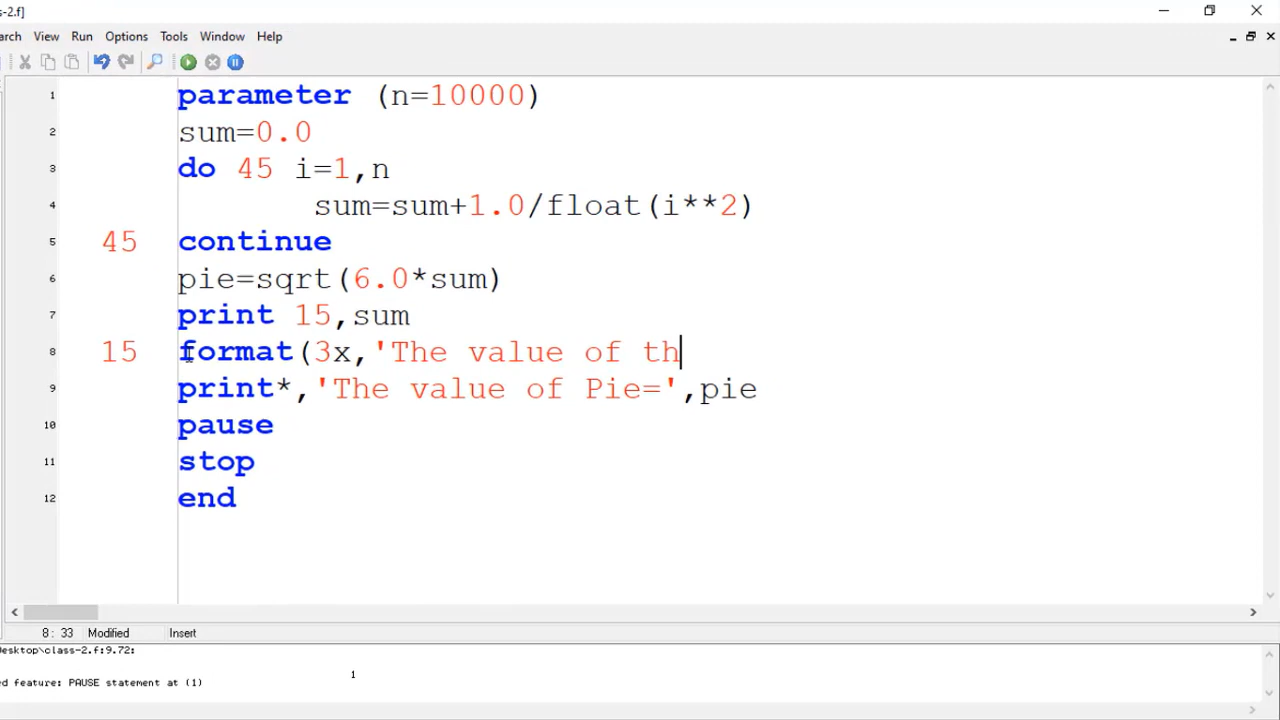 s-2.f]
arch View Run Options Tools Window Help
1 parameter (n=10000)
2 sum=0.0
3 do 45 i=1,n
4 sum=sum+1.0/float(i**2)
5 45 continue
6 pie=sqrt(6.0*sum)
7 print 15,sum
8 15 format(3x,'The value of th
9 print*,'The value of Pie=',pie
10 pause
11 stop
12 end
8: 33 Modified Insert
esktop\class-2.f:9.72:
1
ed feature: PAUSE statement at (1)